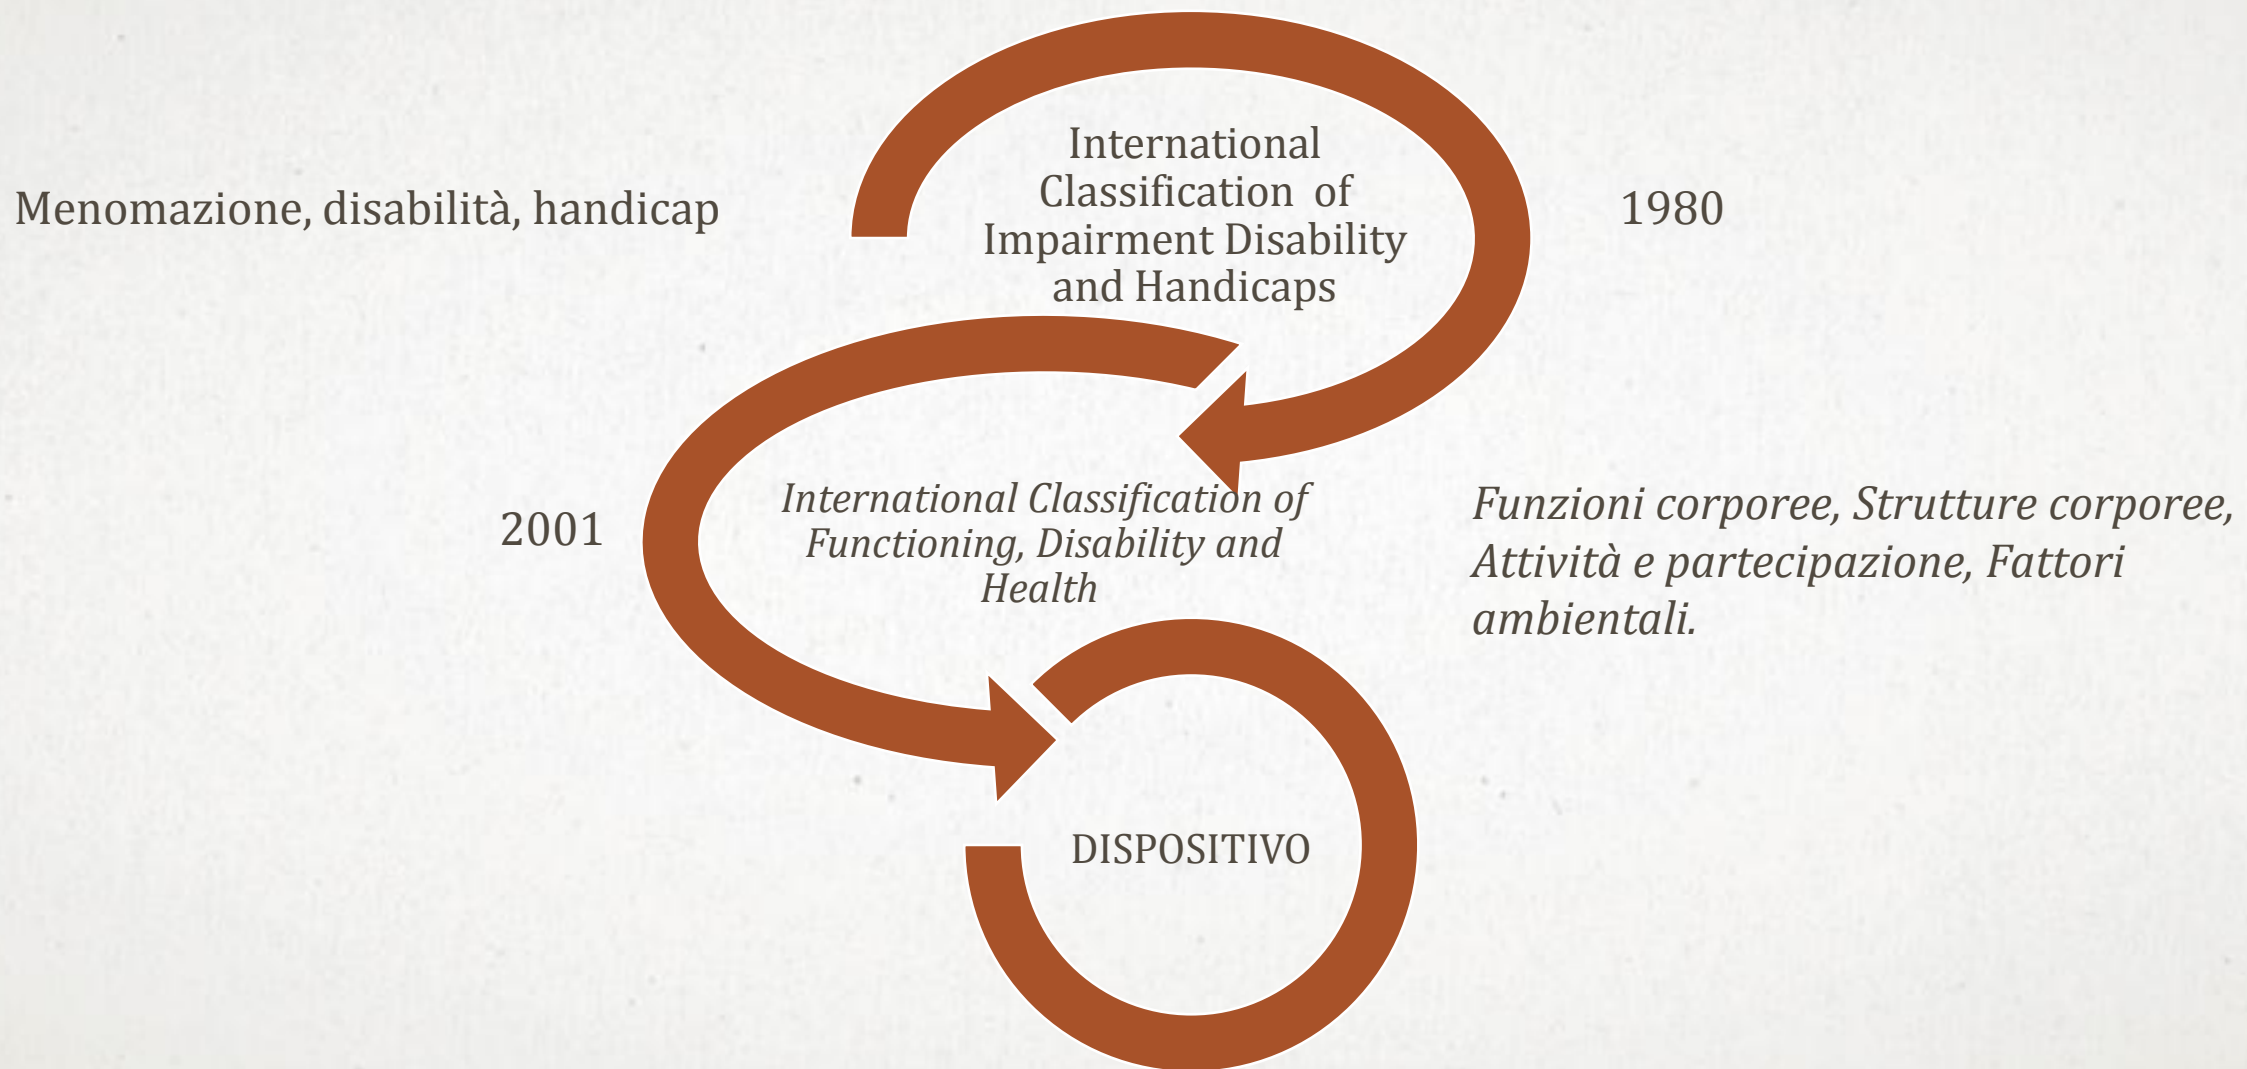 Menomazione, disabilità, handicap
International
Classification of
Impairment Disability
and Handicaps
1980
2001
International Classification of
Functioning, Disability and
Health
Funzioni corporee, Strutture corporee,
Attività e partecipazione, Fattori
ambientali.
DISPOSITIVO